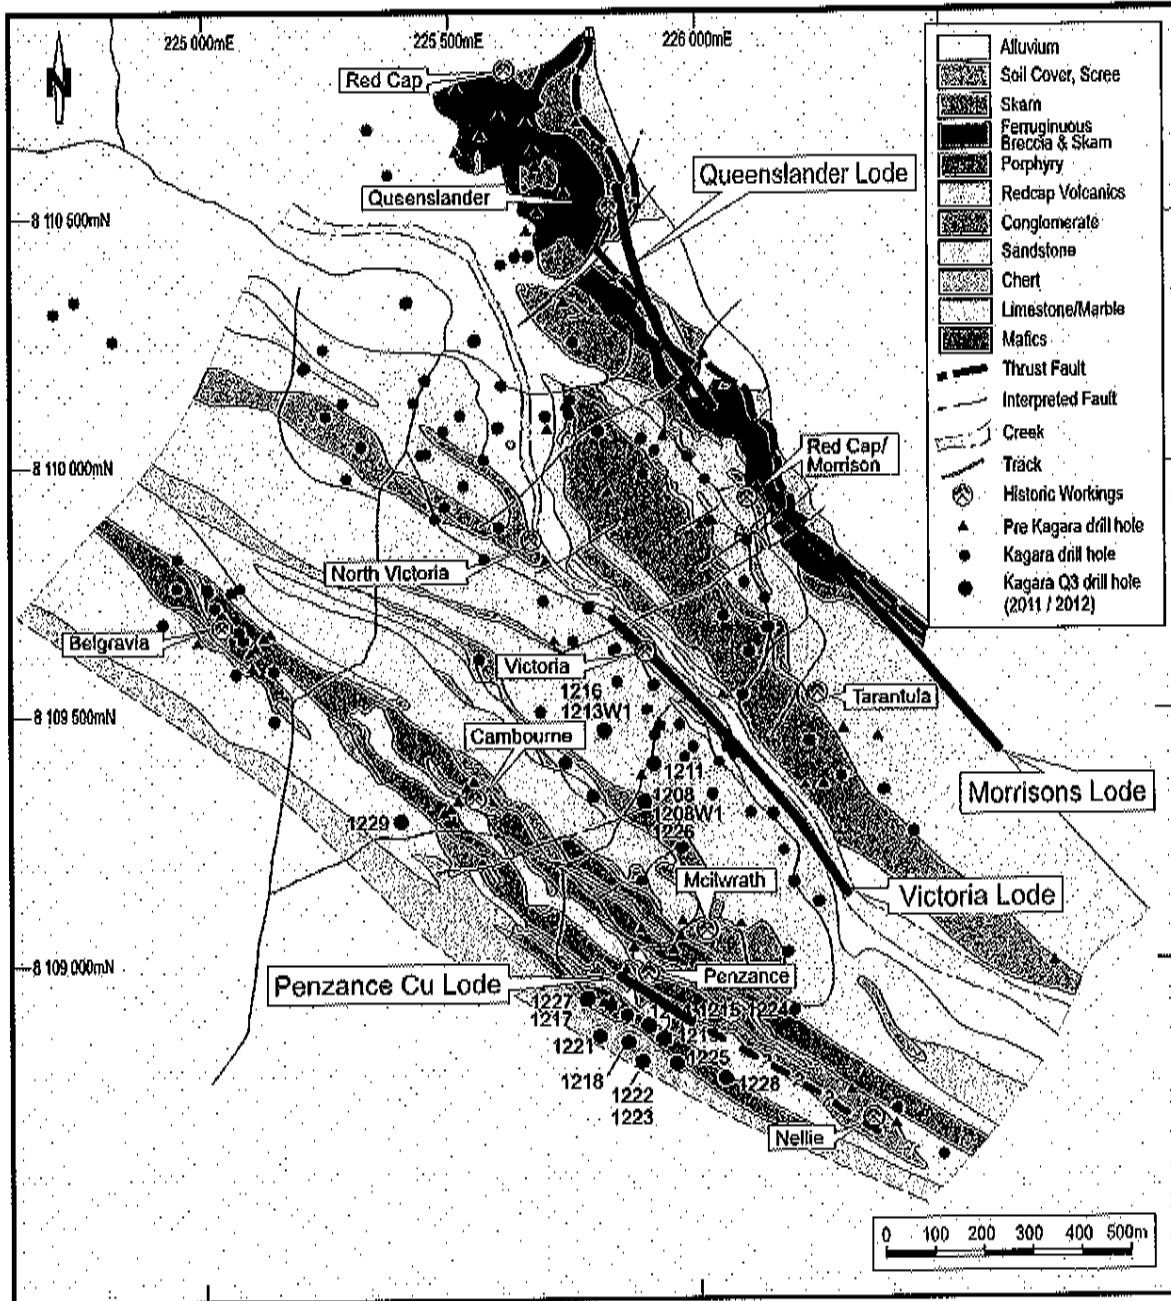 225 000mE
225 500mE
226 000mE
N
Red Cap
Queenslander
Queenslander Lode
8 110 500mN
Red Cap/
Morrison
8 110 000mN
North Victoria
Belgravia
Victoria
1216
1213W1
Tarantula
8 109 500mN
Cambourne
1211
1208
1208W1
1226
1229
Morrisons Lode
Mcilwrath
Victoria Lode
8 109 000mN
Penzance Cu Lode
Penzance
1227
1217
1215
1224
1221
1225
1218
1228
1222
1223
Nellie
Alluvium
Soil Cover, Scree
Skarn
Ferruginuous
Breccia & Skarn
Porphyry
Redcap Volcanics
Conglomerate
Sandstone
Chert
Limestone/Marble
Mafics
Thrust Fault
Interpreted Fault
Creek
Track
Historic Workings
Pre Kagara drill hole
Kagara drill hole
Kagara Q3 drill hole
(2011 / 2012)
0 100 200 300 400 500m